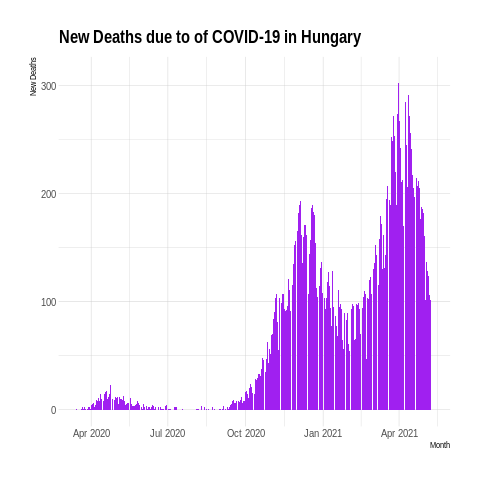 New Deaths due to of COVID-19 in Hungary
New Deaths
300
200
100
0
Apr 2020 Jul 2020 Oct 2020 Jan 2021 Apr 2021
Month